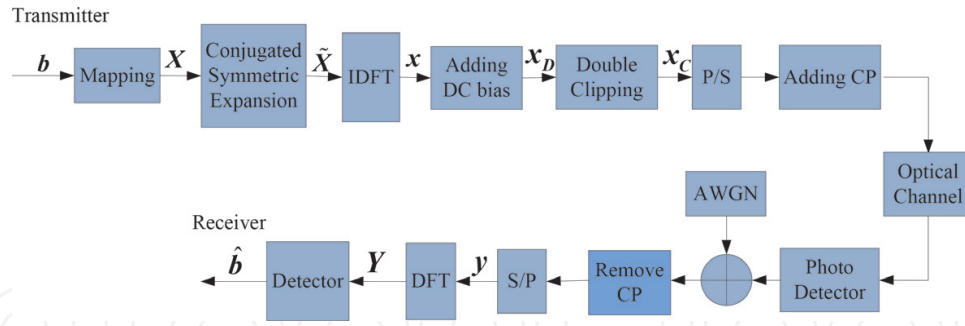 Transmitter
b
Mapping
X
Conjugated
Symmetric
Expansion
X̃
IDFT
x
Adding
DC bias
x_D
Double
Clipping
x_C
P/S
Adding CP
Optical
Channel
Receiver
b̂
Detector
Y
DFT
y
S/P
Remove
CP
AWGN
Photo
Detector